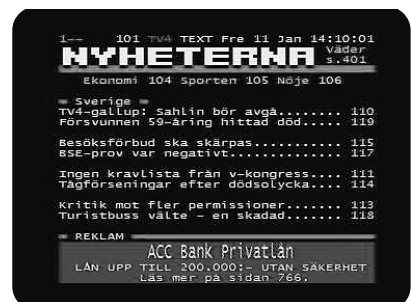 1-- 101 TV4 TEXT Fre 11 Jan 14:10:01
NYHETERNA Väder
s.401
Ekonomi 104 Sporten 105 Nöje 106
Sverige
TV4-gallup: Sahlin bör avgå........ 110
Försvunnen 59-åring hittad död..... 119
Besöksförbud ska skärpas........... 115
BSE-prov var negativt.............. 117
Ingen kravlista från v-kongress.... 111
Tågförseningar efter dödsolycka.... 114
Kritik mot fler permissioner....... 113
Turistbuss välte - en skadad....... 118
REKLAM
ACC Bank Privatlån
LÅN UPP TILL 200.000:- UTAN SÄKERHET
Läs mer på sidan 766.